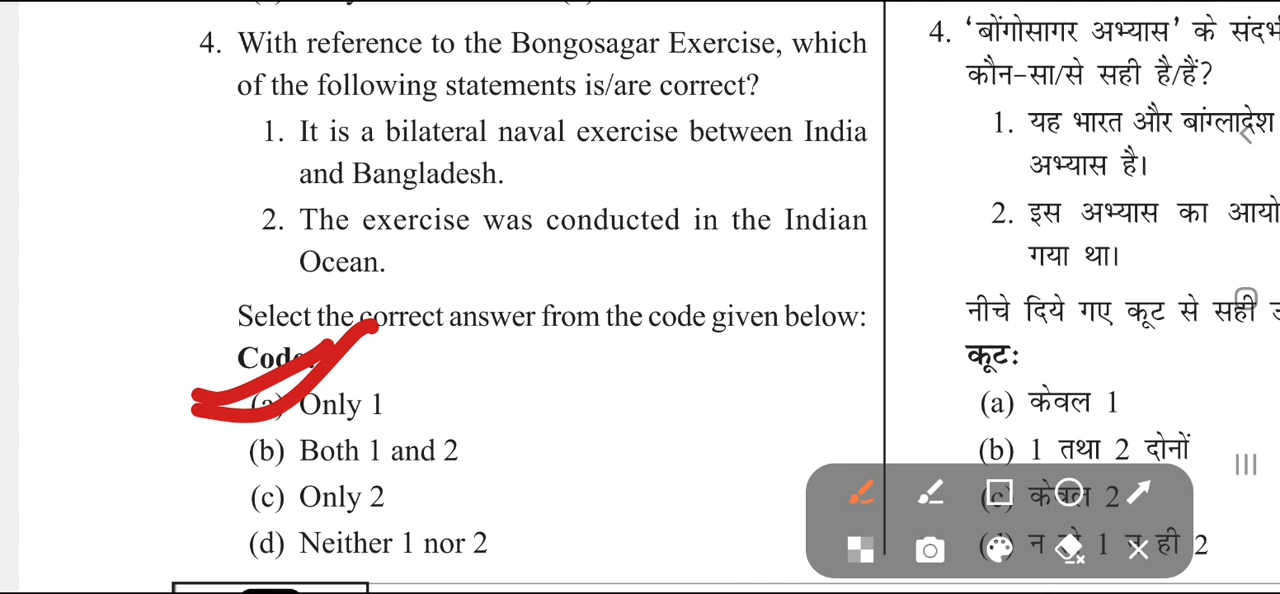 4. With reference to the Bongosagar Exercise, which
of the following statements is/are correct?
1. It is a bilateral naval exercise between India
and Bangladesh.
2. The exercise was conducted in the Indian
Ocean.
Select the correct answer from the code given below:
Code:
(a) Only 1
(b) Both 1 and 2
(c) Only 2
(d) Neither 1 nor 2
4. ‘बोंगोसागर अभ्यास’ के
कौन-सा/से सही है/हैं?
1. यह भारत और बांग्लादेश
अभ्यास है।
2. इस अभ्यास का
गया था।
नीचे दिये गए कूट से सही
कूटः
(a) केवल 1
(b) 1 तथा 2 दोनों
(c) केवल 2
न 1 ही 2